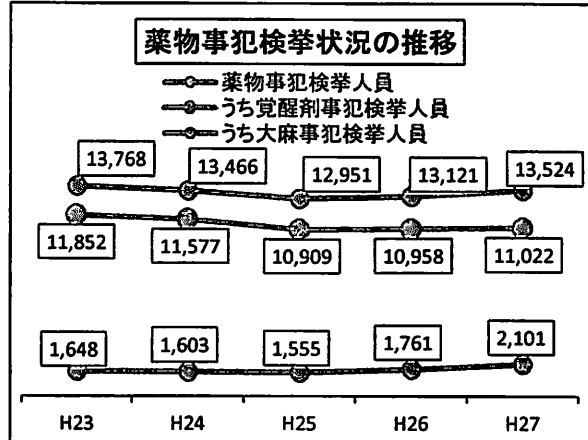 薬物事犯検挙状況の推移
薬物事犯検挙人員
うち覚醒剤事犯検挙人員
うち大麻事犯検挙人員
13,768 13,466 12,951 13,121 13,524
11,852 11,577 10,909 10,958 11,022
1,648 1,603 1,555 1,761 2,101
H23 H24 H25 H26 H27